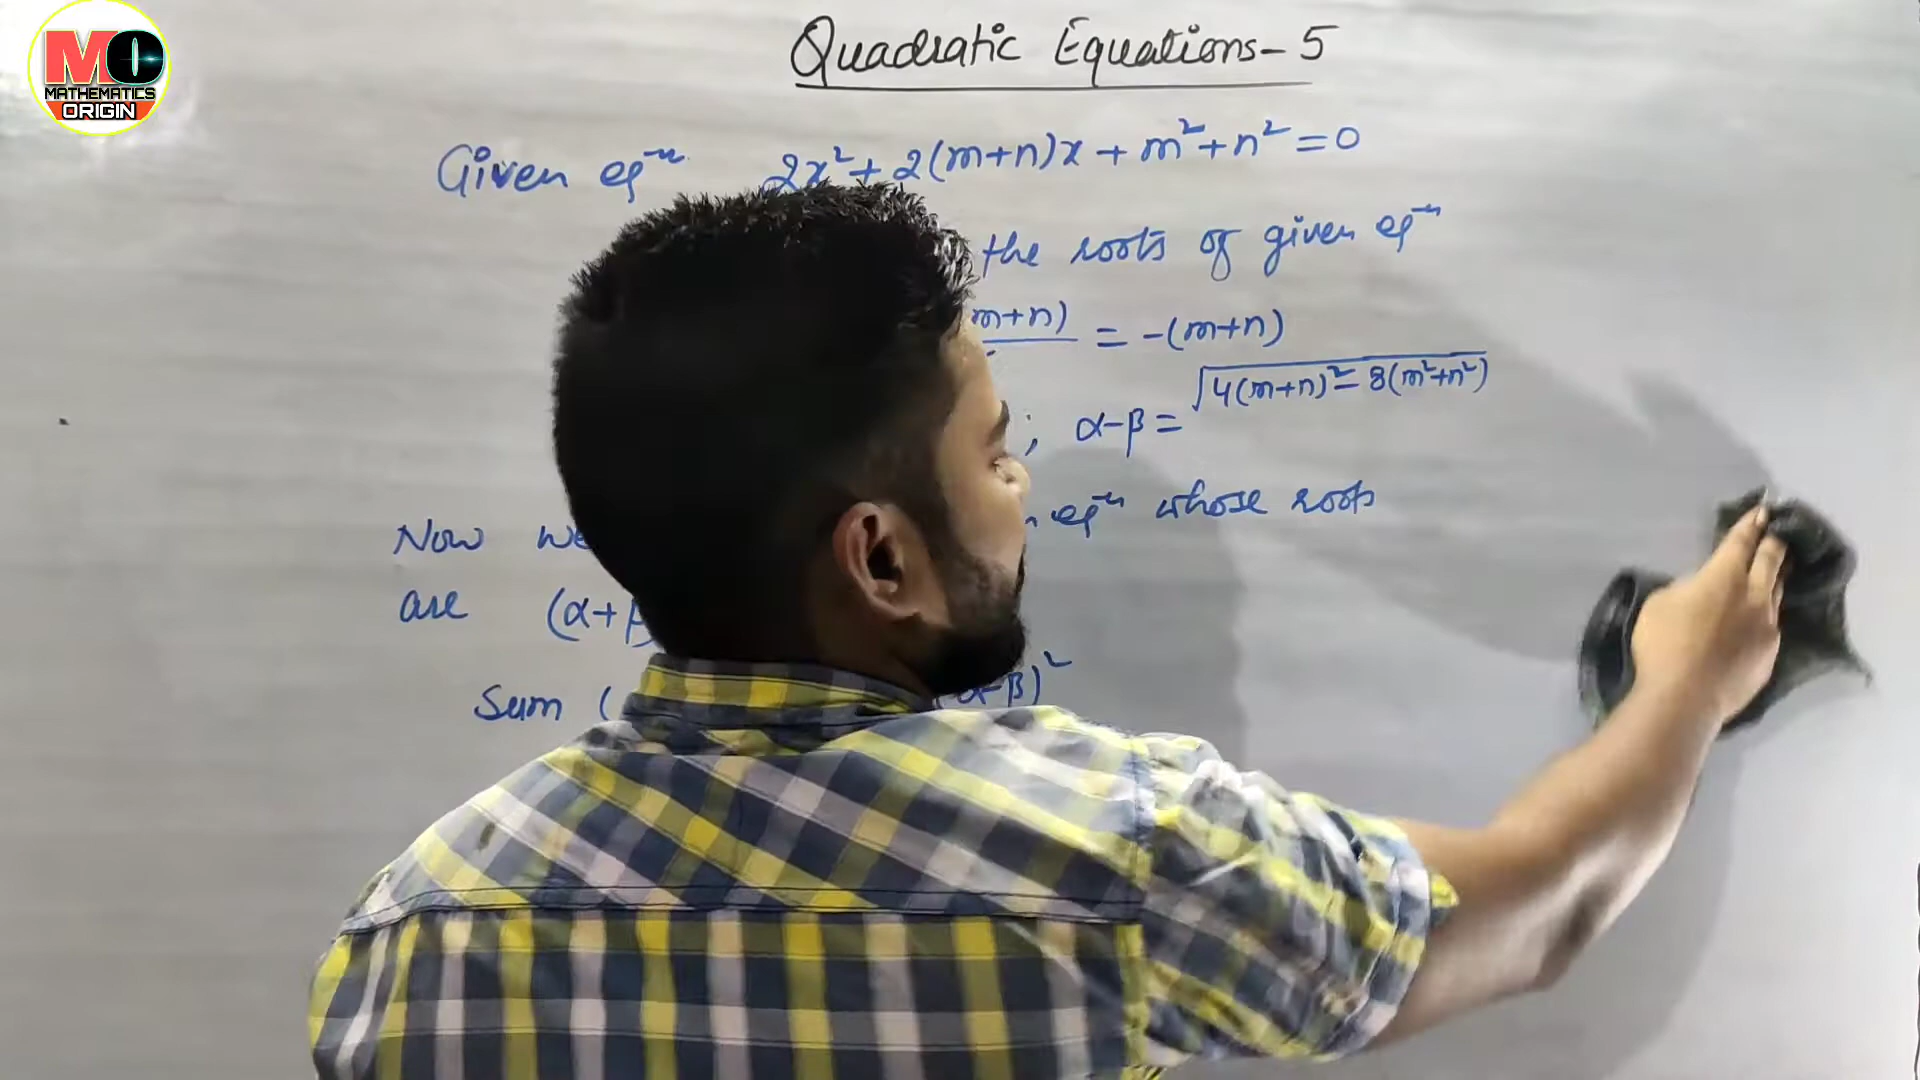 MO
MATHEMATICS
ORIGIN
Quadratic Equations-5
Given eqⁿ 2x²+2(m+n)x+m²+n²=0
the roots of given eqⁿ
m+n) = -(m+n)
; α-β= √4(m+n)²-8(m²+n²)
Now we eqⁿ whose roots
are (α+β
Sum ( α-β)²